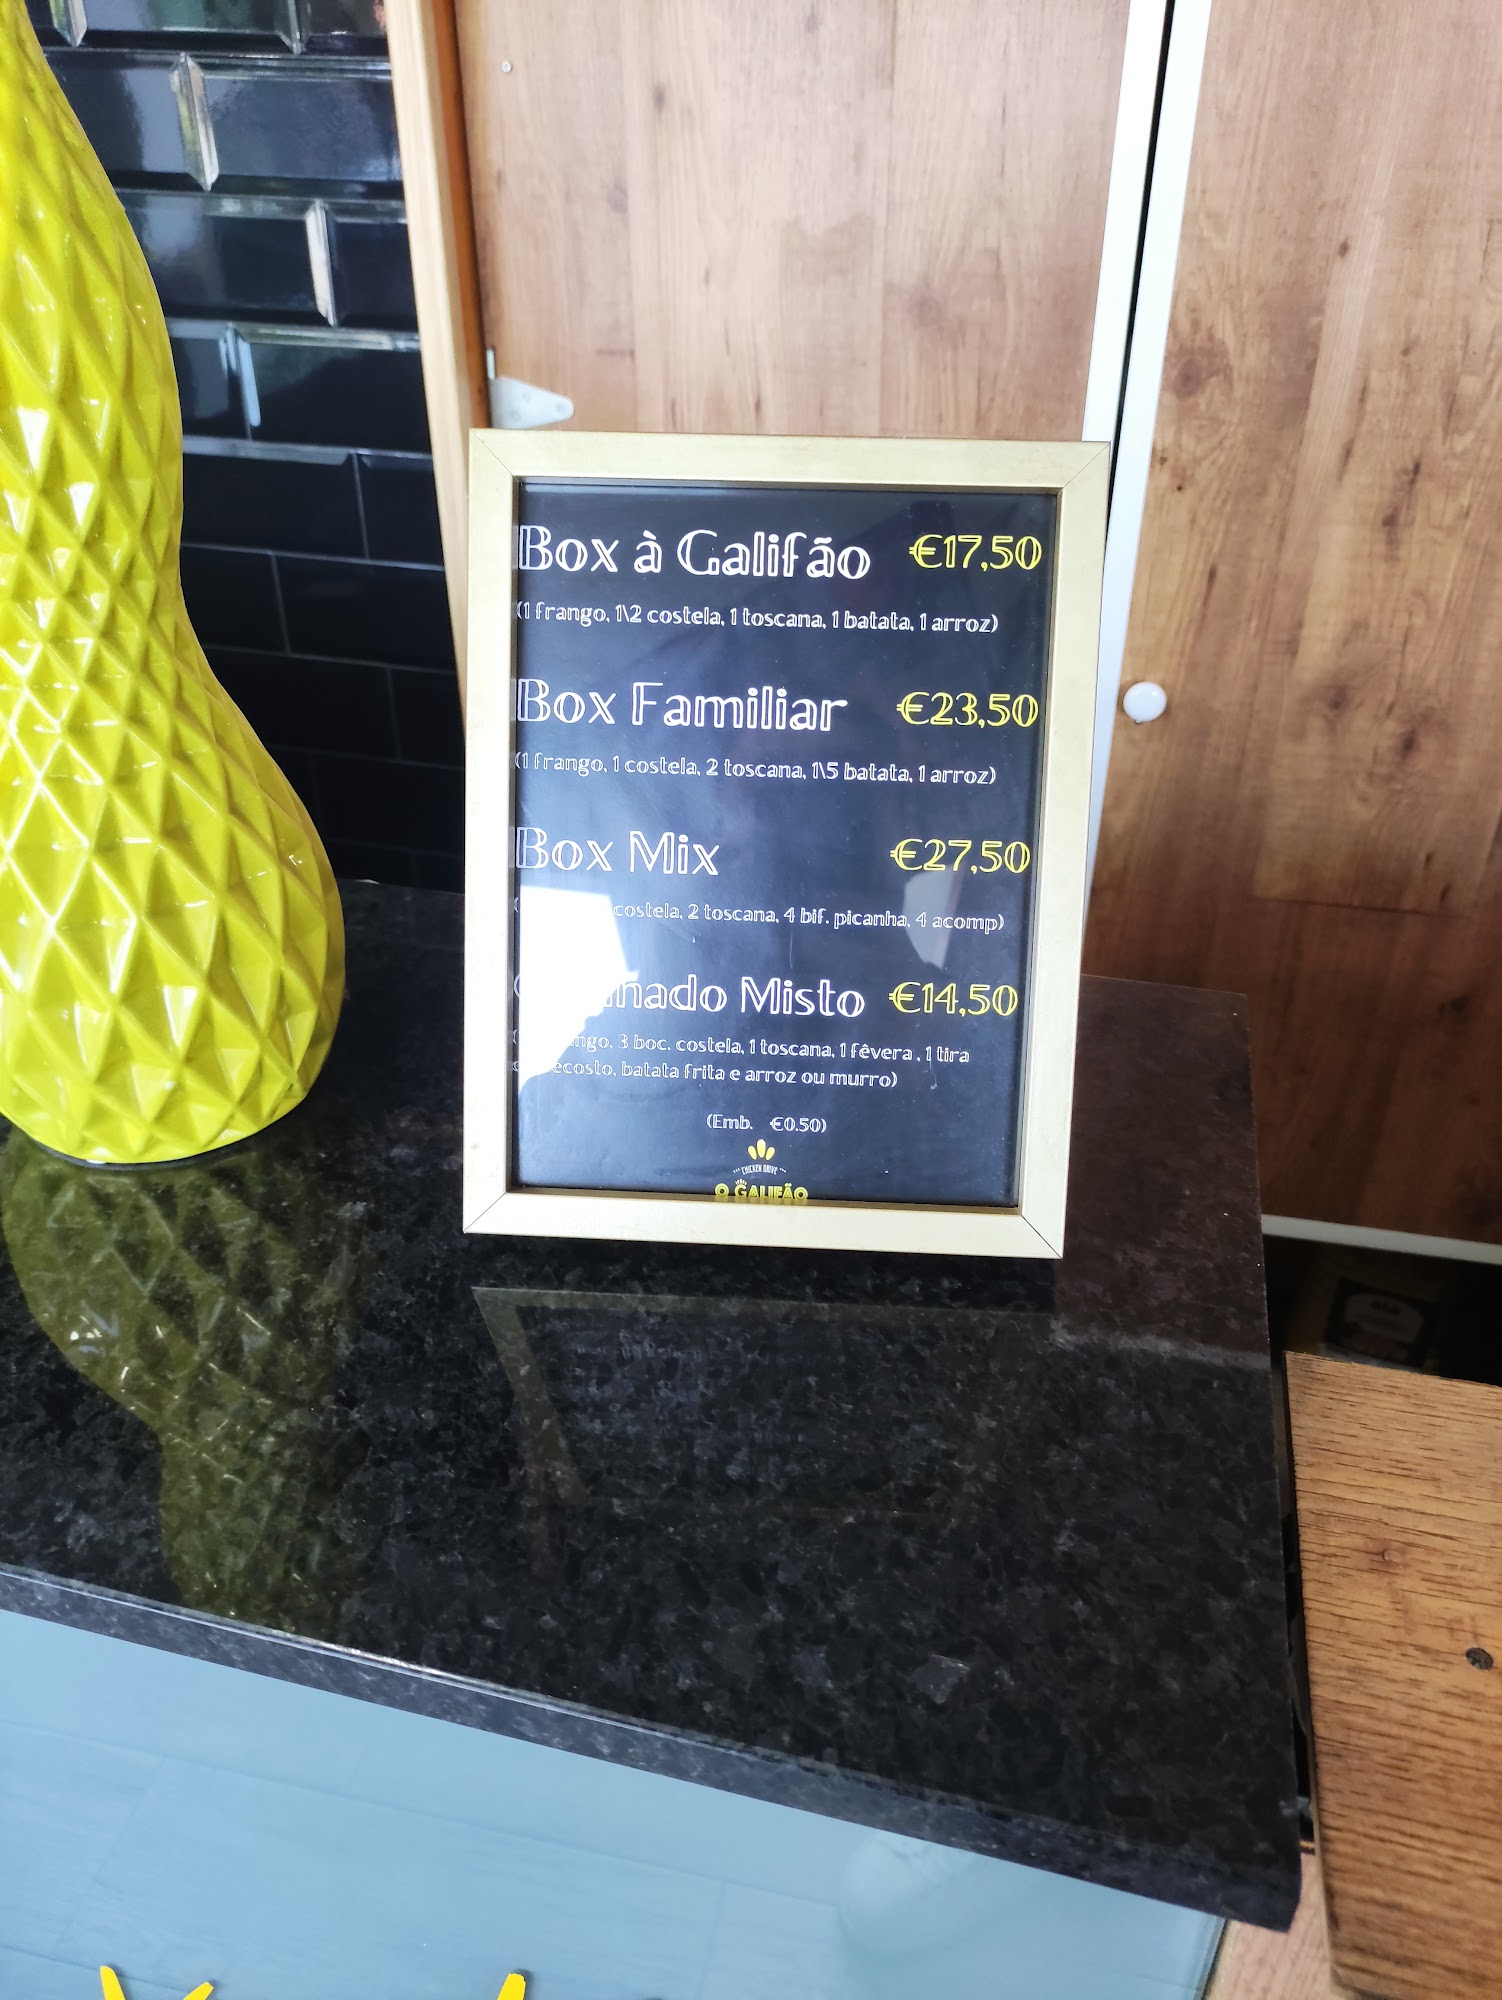 Box à Galifão €17,50
(1 frango, 1\2 costela, 1 toscana, 1 batata, 1 arroz)
Box Familiar €23,50
(1 frango, 1 costela, 2 toscana, 1\5 batata, 1 arroz)
Box Mix €27,50
costela, 2 toscana, 4 bif. picanha, 4 acomp)
Misto €14,50
3 boc. costela, 1 toscana, 1 fêvera , 1 tira
batata frita e arroz ou murro)
(Emb. €0.50)
CHICKEN DRIVE
O GALIFÃO